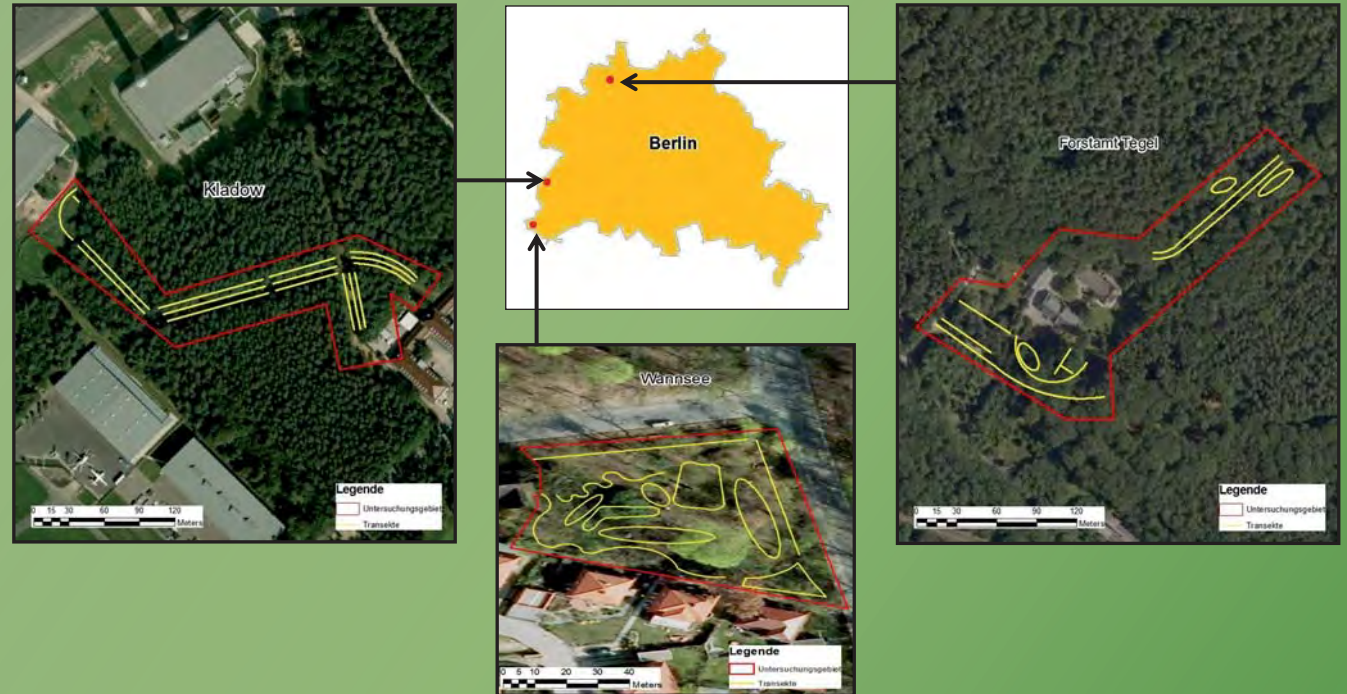 Kladow
Legende
Untersuchungsgebiet
Transekte
0 15 30 60 90 120
Meters
Berlin
Forstamt Tegel
Legende
Untersuchungsgebiet
Transekte
0 15 30 60 90 120
Meters
Wannsee
Legende
Untersuchungsgebiet
Transekte
0 5 10 20 30 40
Meters